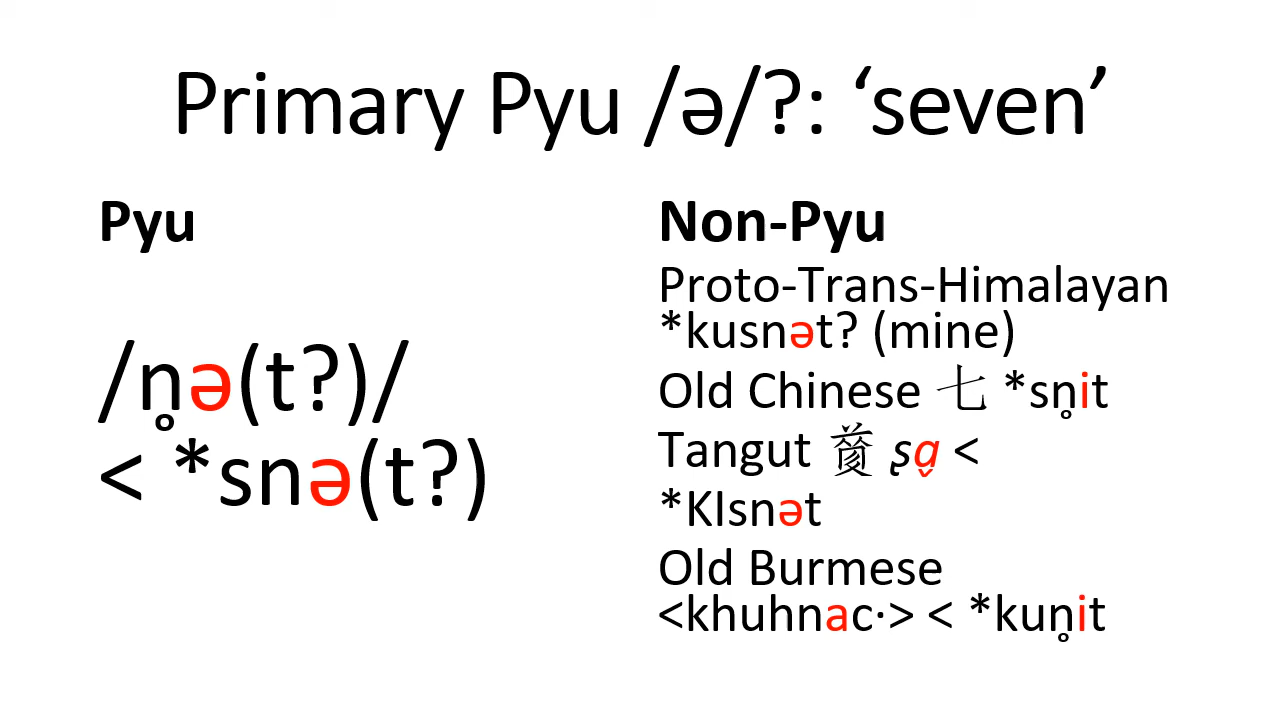 Primary Pyu /ə/?: ‘seven’
Pyu
/n̥ə(t?)/
< *snə(t?)
Non-Pyu
Proto-Trans-Himalayan
*kusnət? (mine)
Old Chinese 七 *sn̥it
Tangut ʂa̬ <
*KIsnət
Old Burmese
<khuhnac·> < *kun̥it